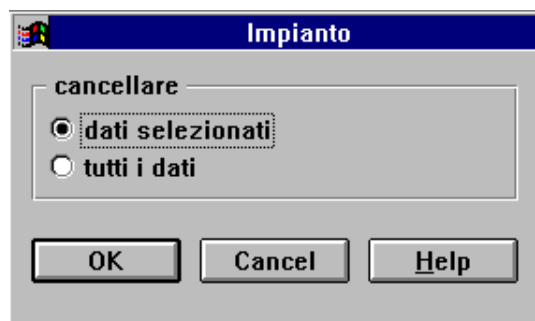 Impianto
cancellare
dati selezionati
tutti i dati
OK Cancel Help